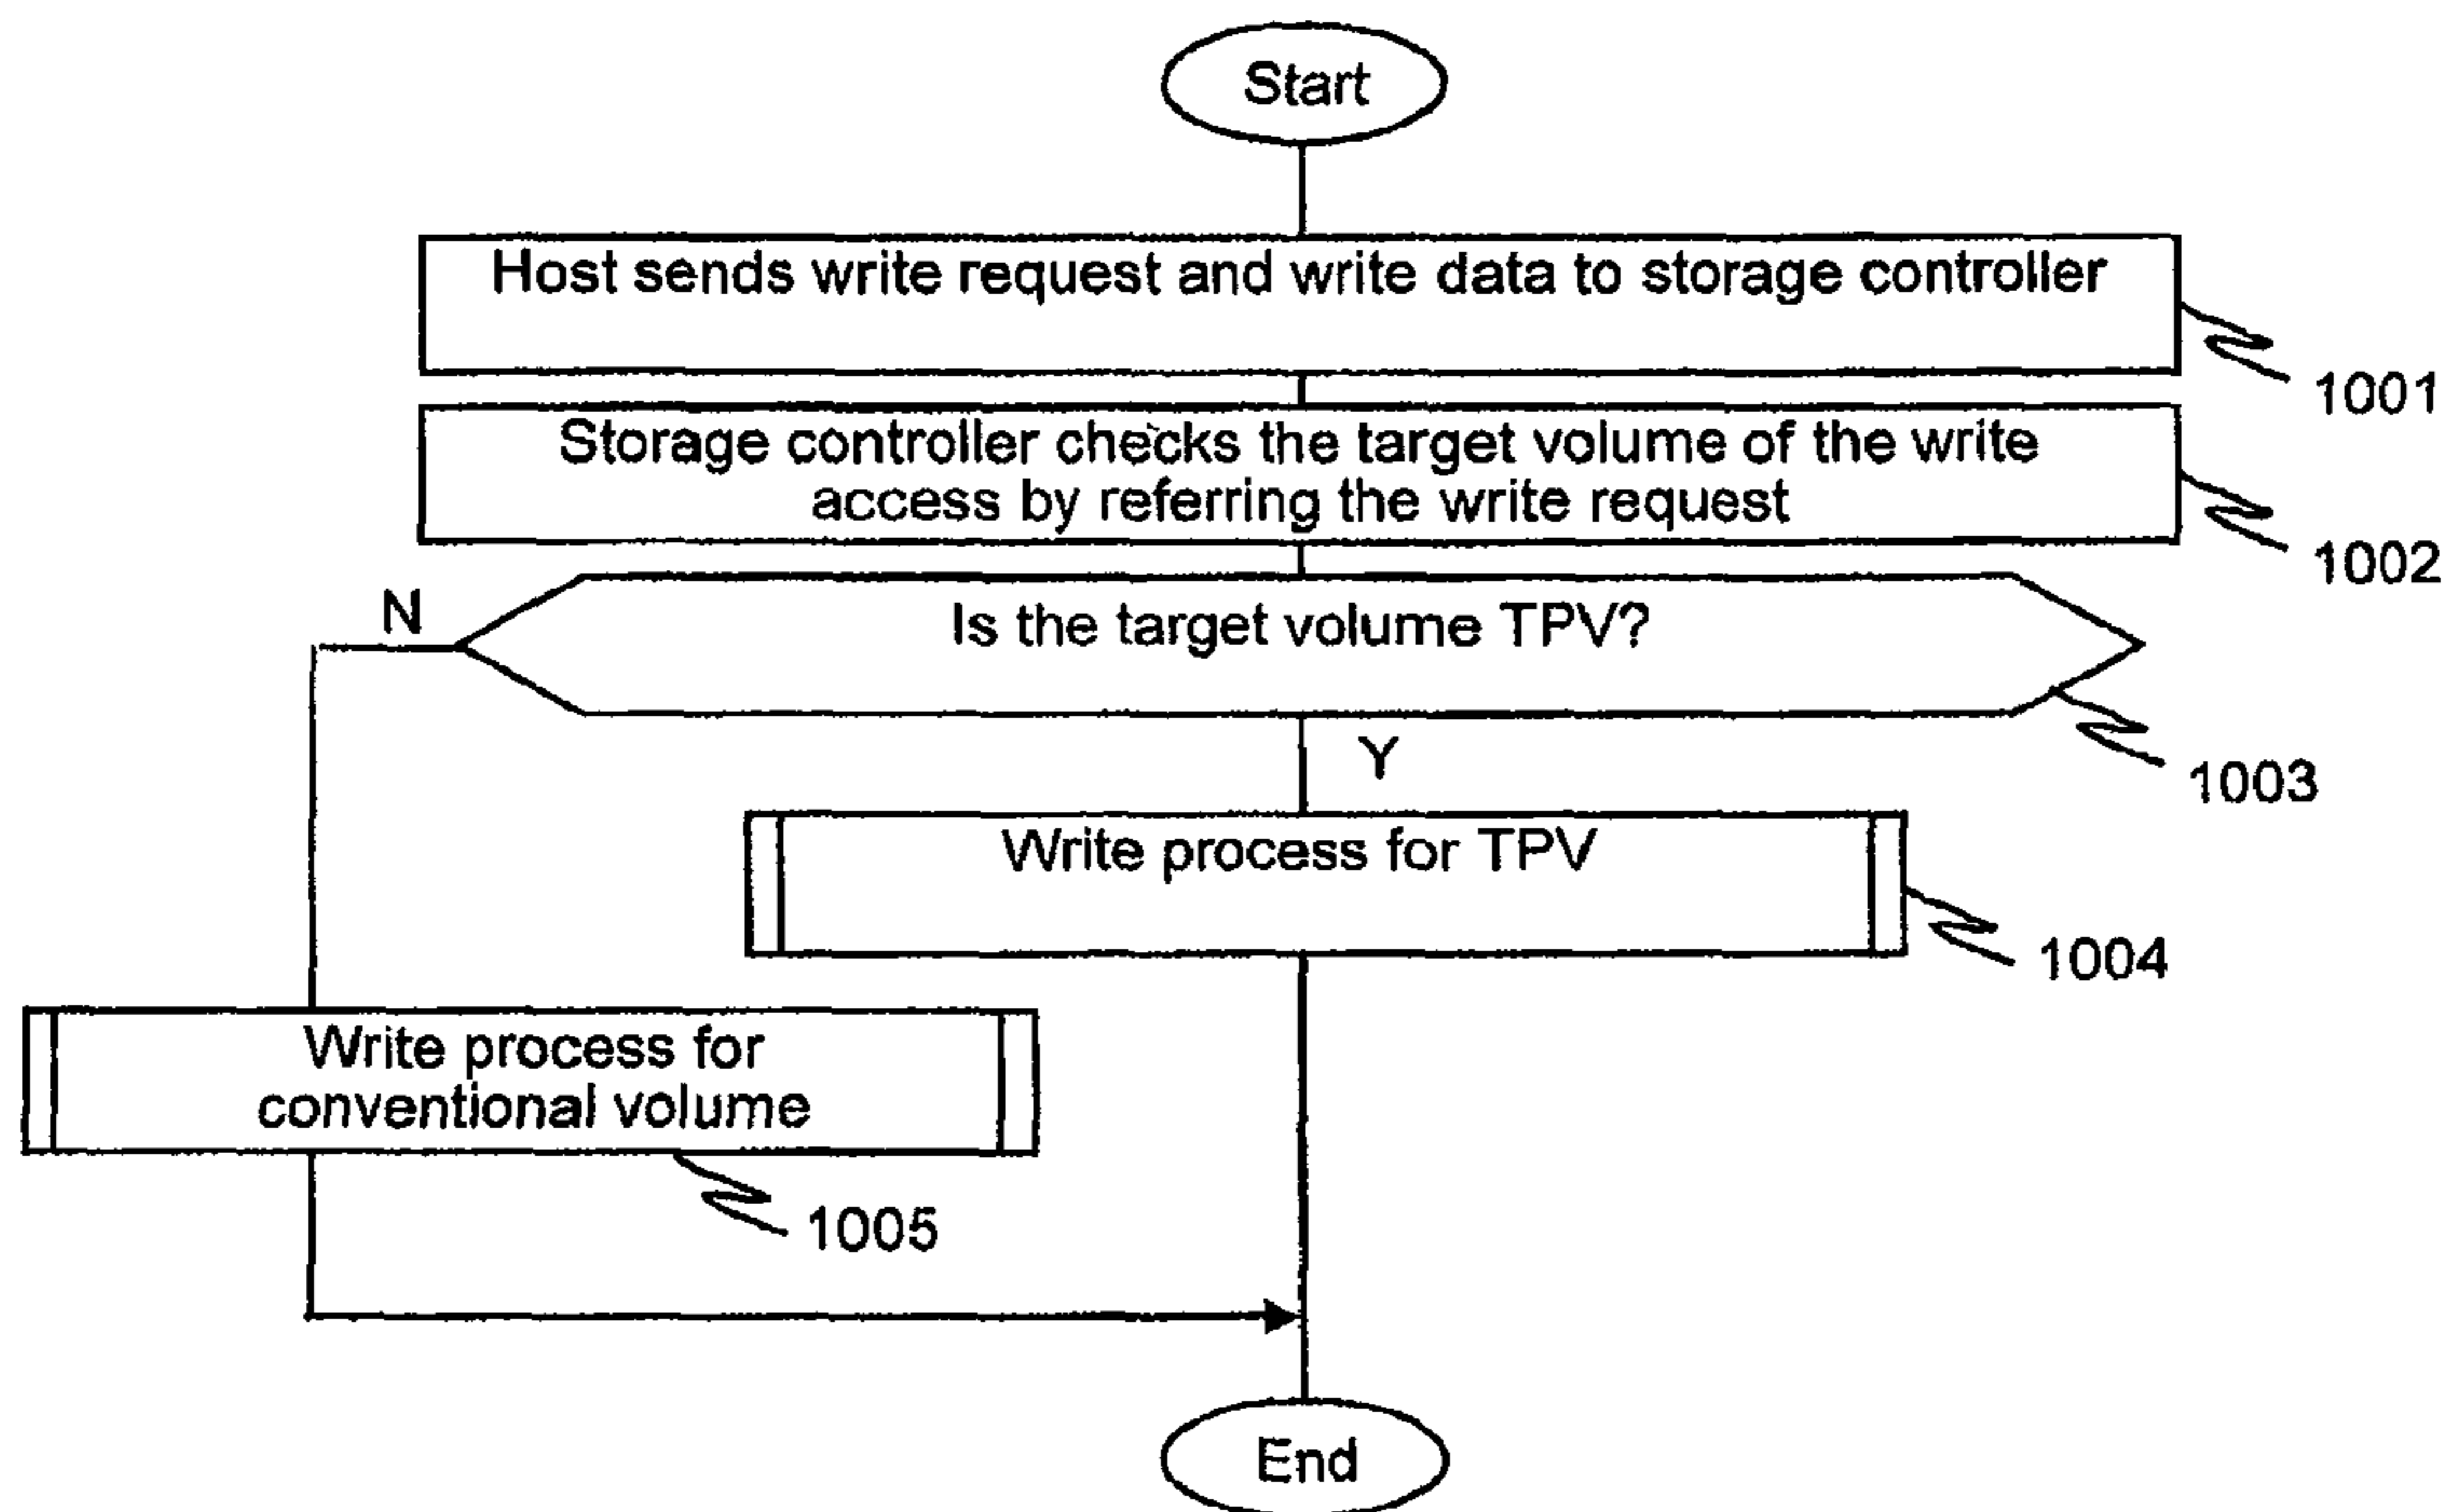 Start
Host sends write request and write data to storage controller
1001
Storage controller checks the target volume of the write
access by referring the write request
1002
N
Is the target volume TPV?
1003
Y
Write process for TPV
1004
Write process for
conventional volume
1005
End